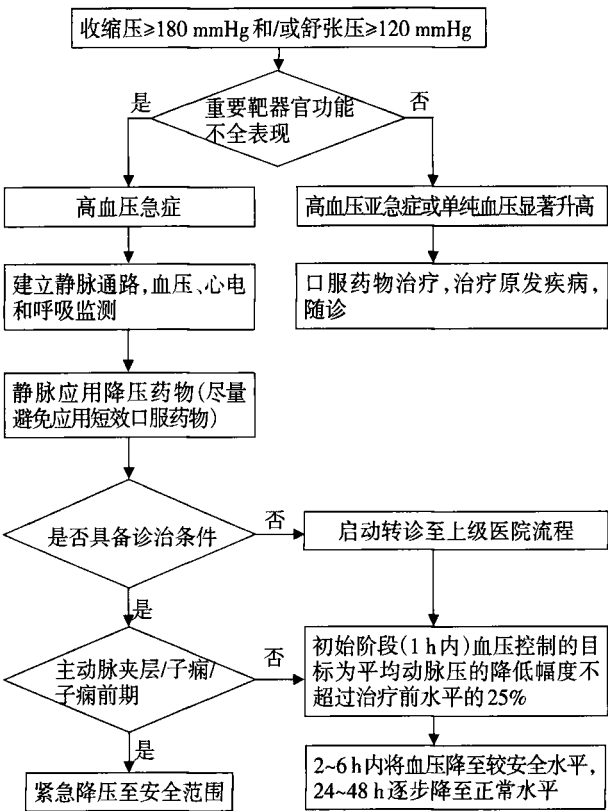 收缩压≥180 mmHg和/或舒张压≥120 mmHg
重要靶器官功能
不全表现
是
否
高血压急症
高血压亚急症或单纯血压显著升高
建立静脉通路,血压、心电
和呼吸监测
口服药物治疗,治疗原发疾病,
随诊
静脉应用降压药物(尽量
避免应用短效口服药物)
是否具备诊治条件
否
启动转诊至上级医院流程
是
主动脉夹层/子痫/
子痫前期
否
初始阶段(1 h内)血压控制的
目标为平均动脉压的降低幅度不
超过治疗前水平的25%
是
紧急降压至安全范围
2~6 h内将血压降至较安全水平,
24~48 h逐步降至正常水平